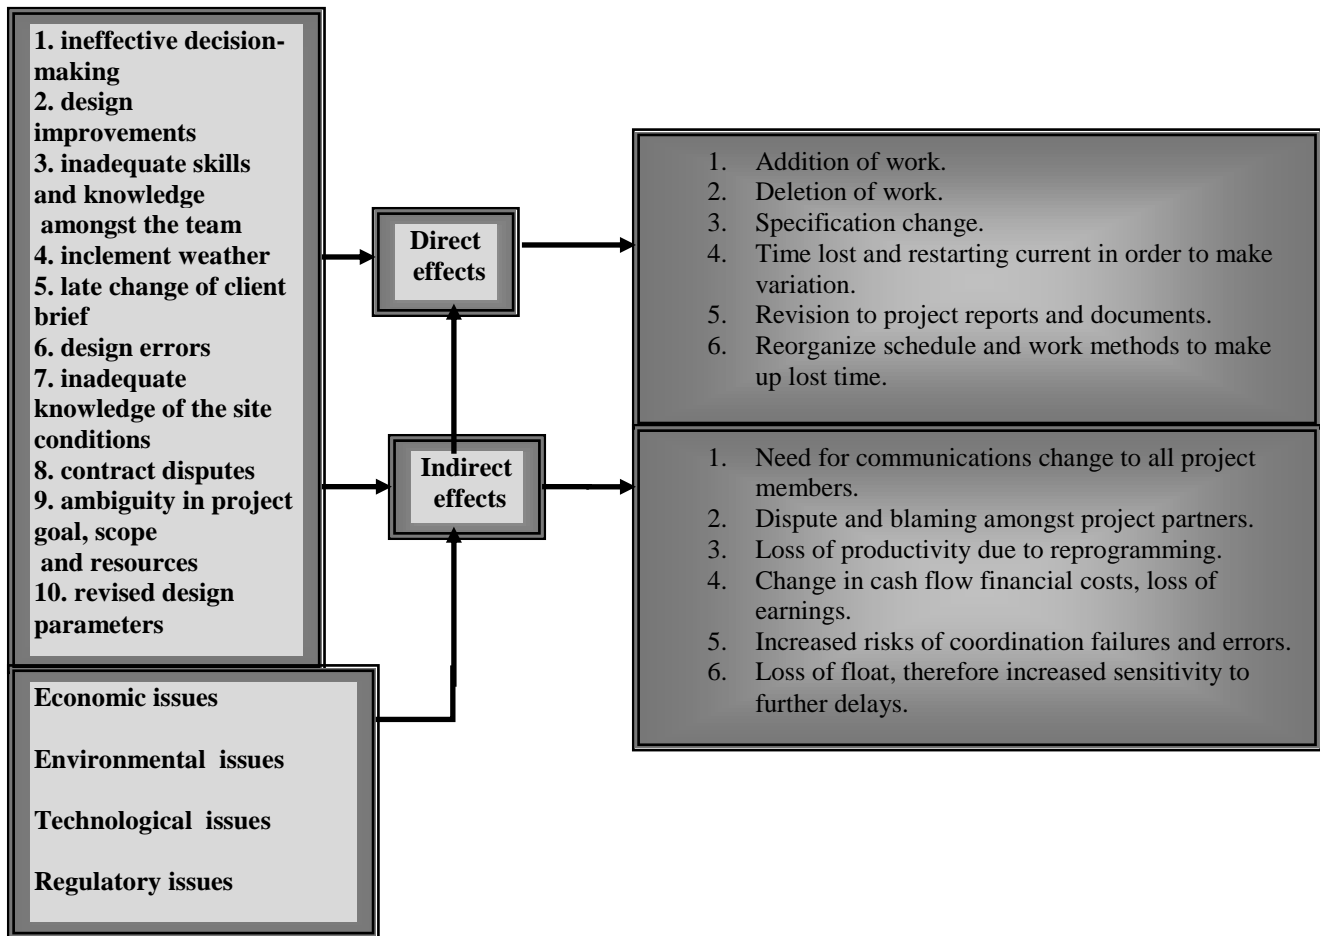 1. ineffective decision-
making
2. design
improvements
3. inadequate skills
and knowledge
amongst the team
4. inclement weather
5. late change of client
brief
6. design errors
7. inadequate
knowledge of the site
conditions
8. contract disputes
9. ambiguity in project
goal, scope
and resources
10. revised design
parameters
Economic issues
Environmental issues
Technological issues
Regulatory issues
Direct
effects
Indirect
effects
1. Addition of work.
2. Deletion of work.
3. Specification change.
4. Time lost and restarting current in order to make
variation.
5. Revision to project reports and documents.
6. Reorganize schedule and work methods to make
up lost time.
1. Need for communications change to all project
members.
2. Dispute and blaming amongst project partners.
3. Loss of productivity due to reprogramming.
4. Change in cash flow financial costs, loss of
earnings.
5. Increased risks of coordination failures and errors.
6. Loss of float, therefore increased sensitivity to
further delays.